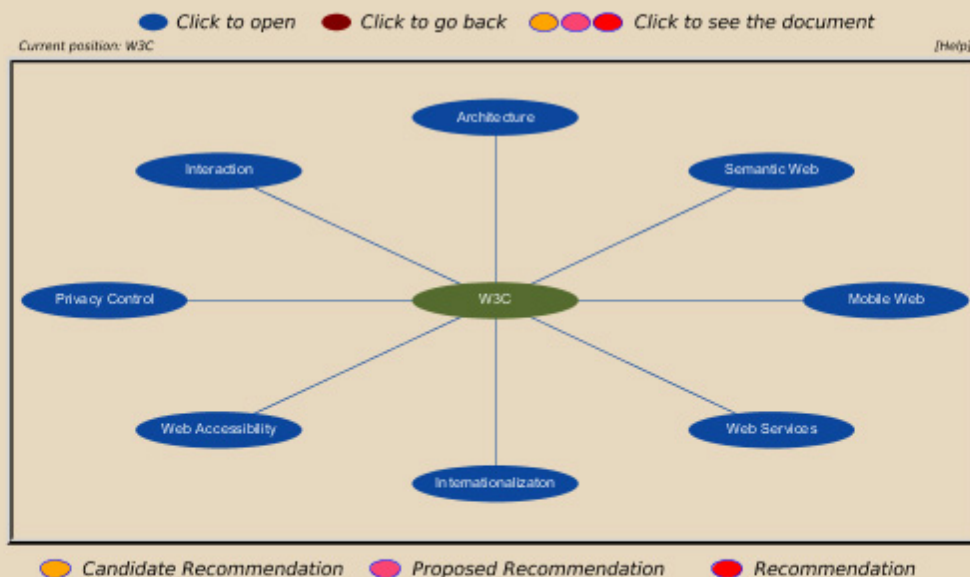 Click to open Click to go back Click to see the document
Current position: W3C [Help]
Architecture
Interaction Semantic Web
Privacy Control W3C Mobile Web
Web Accessibility Web Services
Internationalizaton
Candidate Recommendation Proposed Recommendation Recommendation